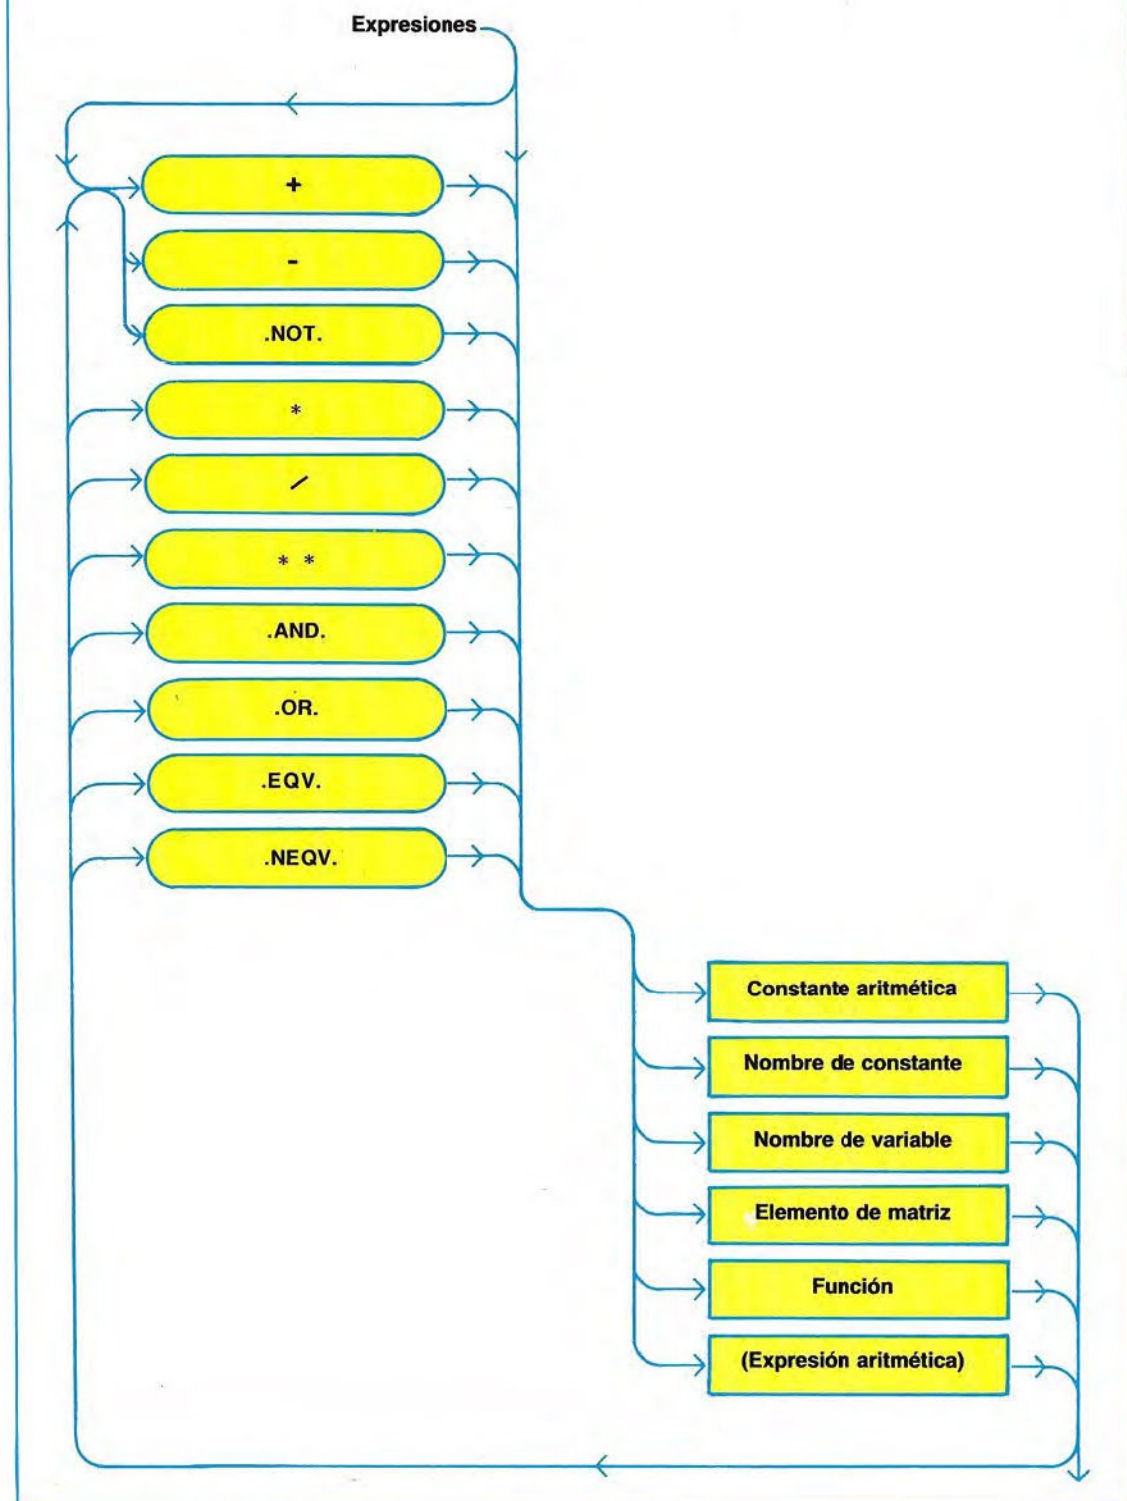 Expresiones
+
-
.NOT.
*
/
* *
.AND.
.OR.
.EQV.
.NEQV.
Constante aritmética
Nombre de constante
Nombre de variable
Elemento de matriz
Función
(Expresión aritmética)